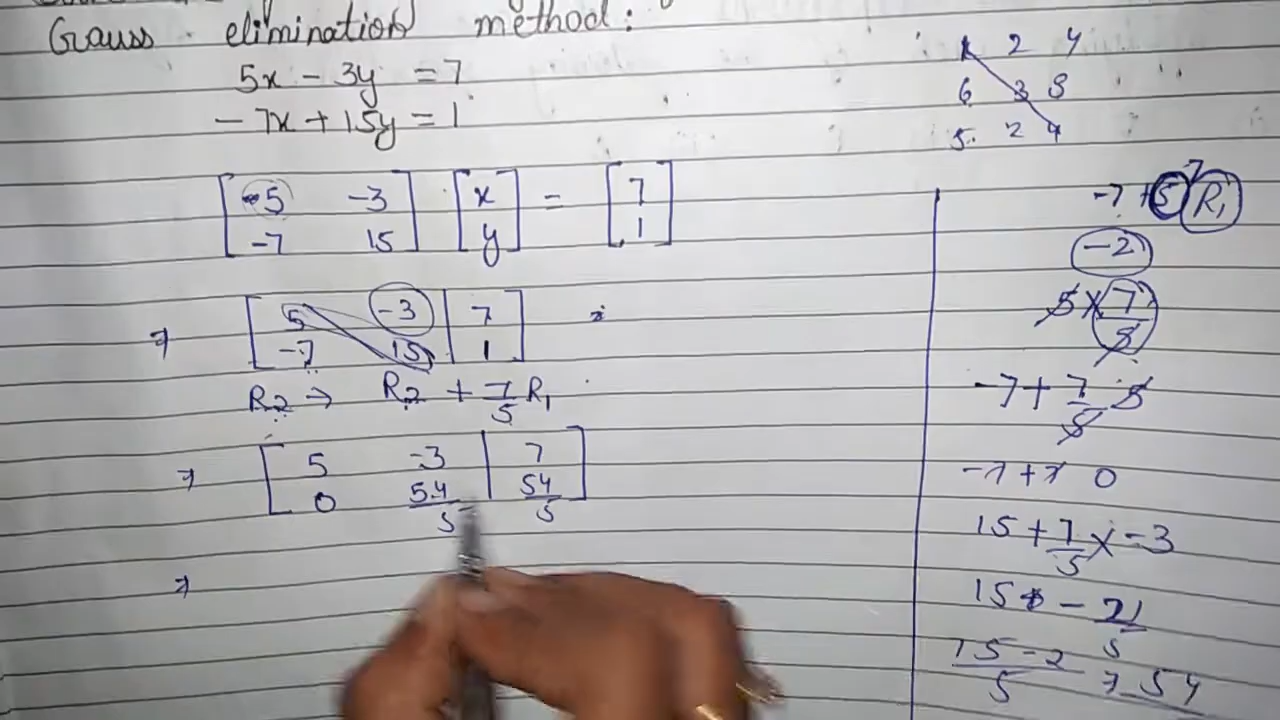 Gauss elimination method:
5x - 3y = 7
- 7x + 15y = 1
[5 -3] [x] = [7]
[-7 15] [y] [1]
⇒ [5 -3 | 7]
[-7 15 | 1]
R2 → R2 + 7/5 R1
⇒ [5 -3 | 7]
[0 54/5 | 54/5]
⇒
1 2 4
6 3 8
5 2 4
-7 + 5 R1
-2
5 x 7/5
-7 + 7/5 5
-7 + 7 0
15 + 7/5 x -3
15 - 21/5
75 - 2
5 ⇒ 54